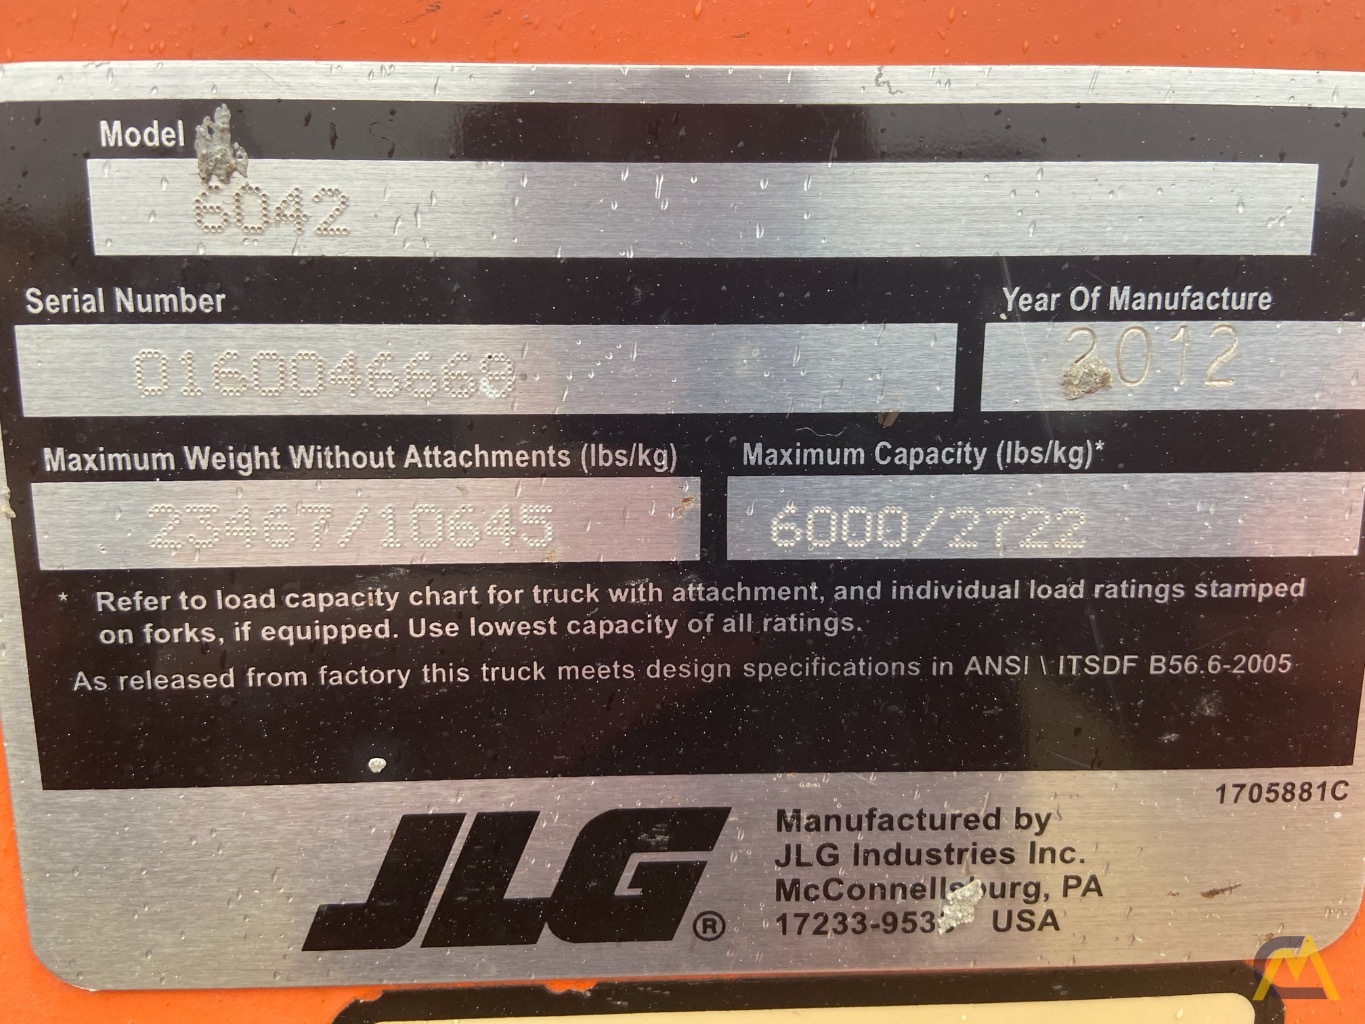 Model
6042
Serial Number
Year Of Manufacture
2012
Maximum Weight Without Attachments (lbs/kg)
Maximum Capacity (lbs/kg)*
23467/10645
6000/2722
* Refer to load capacity chart for truck with attachment, and individual load ratings stamped
on forks, if equipped. Use lowest capacity of all ratings.
As released from factory this truck meets design specifications in ANSI \ ITSDF B56.6-2005
1705881C
JLG®
Manufactured by
JLG Industries Inc.
McConnellsburg, PA
USA
CM